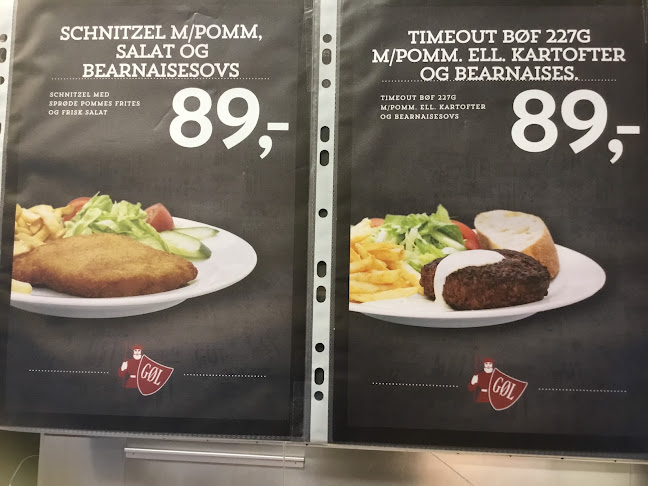 SCHNITZEL M/POMM,
SALAT OG
BEARNAISESOVS
SCHNITZEL MED
SPRØDE POMMES FRITES
OG FRISK SALAT
89,-
GØL
TIMEOUT BØF 227G
M/POMM. ELL. KARTOFTER
OG BEARNAISES.
TIMEOUT BØF 227G
M/POMM. ELL. KARTOFTER
OG BEARNAISESOVS
89,-
GØL